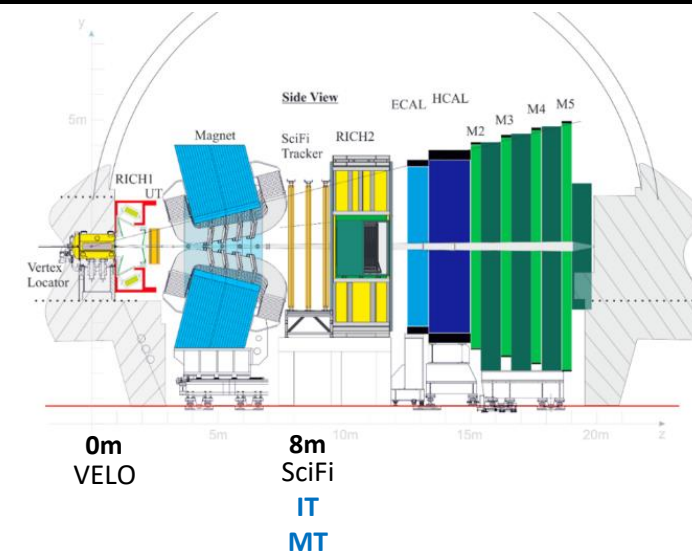 y
5m
Side View
ECAL HCAL
M2 M3 M4 M5
Magnet
SciFi
Tracker
RICH2
RICH1
UT
Vertex
Locator
5m 10m 15m 20m z
0m 8m
VELO SciFi
IT
MT